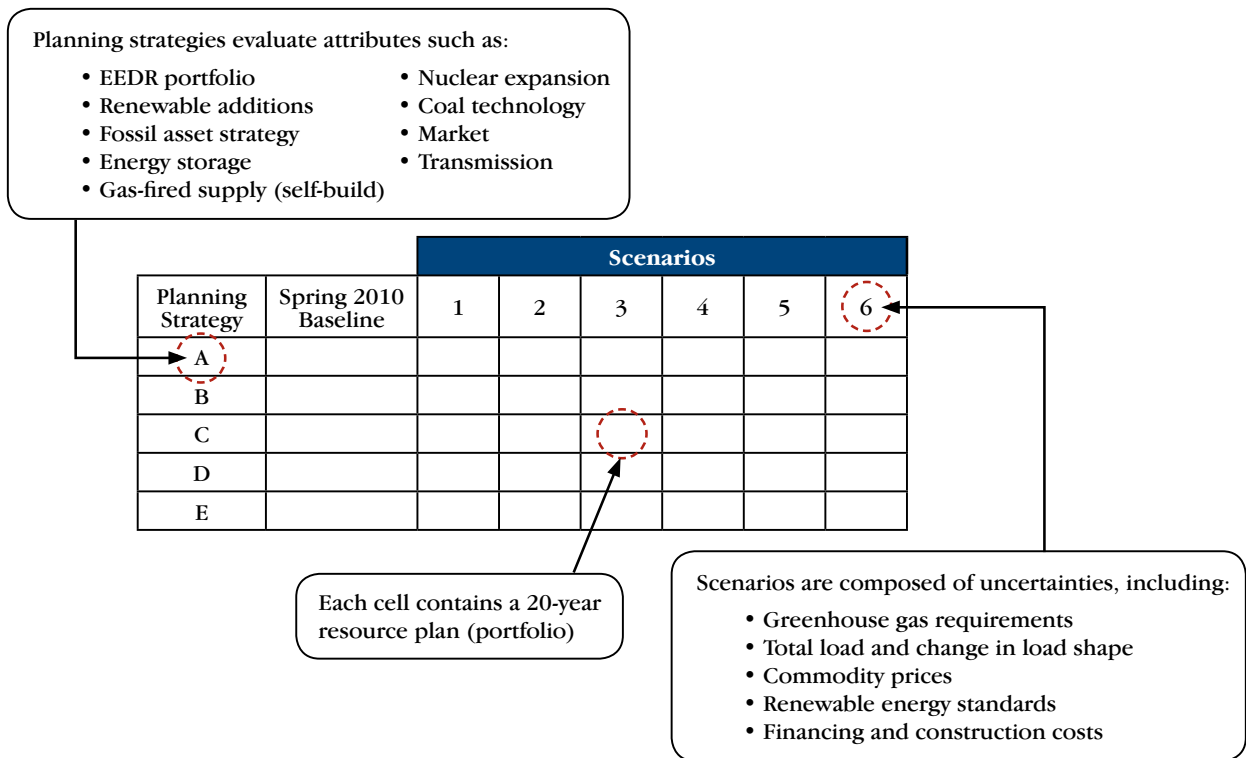 Planning strategies evaluate attributes such as:
• EEDR portfolio
• Renewable additions
• Fossil asset strategy
• Energy storage
• Gas-fired supply (self-build)
• Nuclear expansion
• Coal technology
• Market
• Transmission
Scenarios
Planning
Strategy
Spring 2010
Baseline
1 2 3 4 5 6
A
B
C
D
E
Each cell contains a 20-year
resource plan (portfolio)
Scenarios are composed of uncertainties, including:
• Greenhouse gas requirements
• Total load and change in load shape
• Commodity prices
• Renewable energy standards
• Financing and construction costs